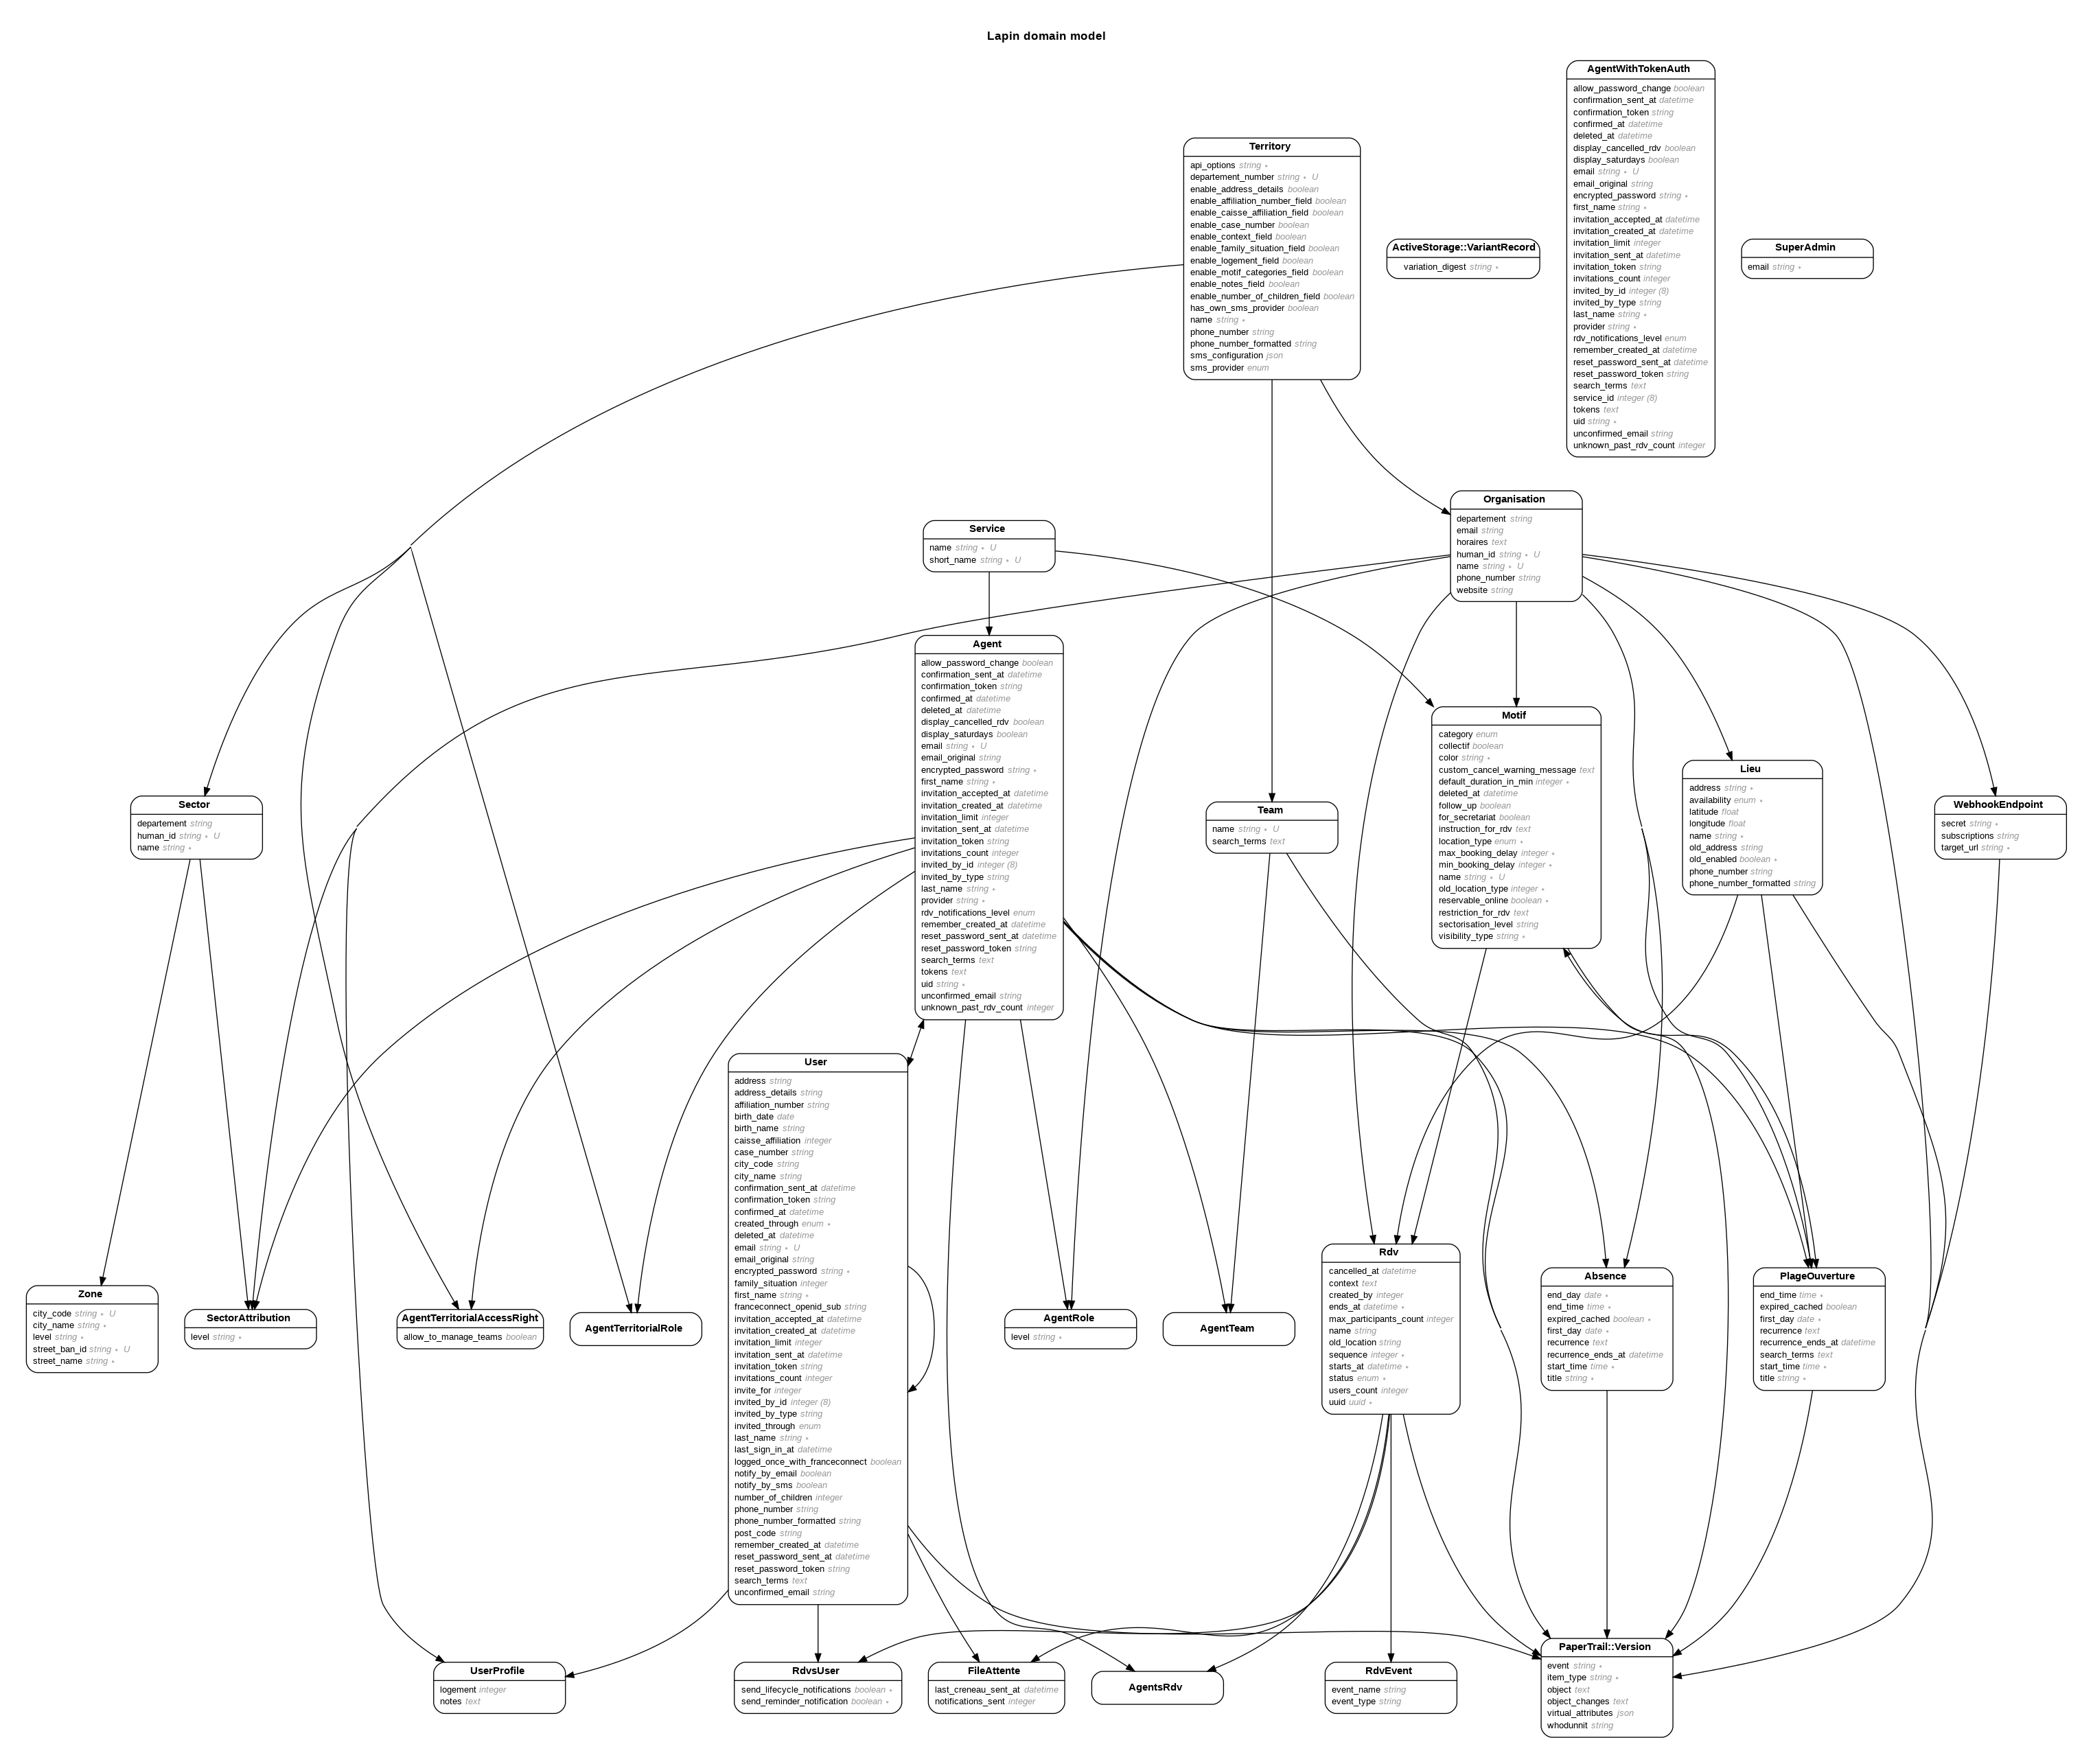 Lapin domain model
AgentWithTokenAuth
allow_password_change boolean
confirmation_sent_at datetime
confirmation_token string
confirmed_at datetime
deleted_at datetime
display_cancelled_rdv boolean
display_saturdays boolean
email string ∗ U
email_original string
encrypted_password string ∗
first_name string ∗
invitation_accepted_at datetime
invitation_created_at datetime
invitation_limit integer
invitation_sent_at datetime
invitation_token string
invitations_count integer
invited_by_id integer (8)
invited_by_type string
last_name string ∗
provider string ∗
rdv_notifications_level enum
remember_created_at datetime
reset_password_sent_at datetime
reset_password_token string
search_terms text
service_id integer (8)
tokens text
uid string ∗
unconfirmed_email string
unknown_past_rdv_count integer
Territory
api_options string ∗
departement_number string ∗ U
enable_address_details boolean
enable_affiliation_number_field boolean
enable_caisse_affiliation_field boolean
enable_case_number boolean
enable_context_field boolean
enable_family_situation_field boolean
enable_logement_field boolean
enable_motif_categories_field boolean
enable_notes_field boolean
enable_number_of_children_field boolean
has_own_sms_provider boolean
name string ∗
phone_number string
phone_number_formatted string
sms_configuration json
sms_provider enum
ActiveStorage::VariantRecord
variation_digest string ∗
SuperAdmin
email string ∗
Organisation
departement string
email string
horaires text
human_id string ∗ U
name string ∗ U
phone_number string
website string
Service
name string ∗ U
short_name string ∗ U
Agent
allow_password_change boolean
confirmation_sent_at datetime
confirmation_token string
confirmed_at datetime
deleted_at datetime
display_cancelled_rdv boolean
display_saturdays boolean
email string ∗ U
email_original string
encrypted_password string ∗
first_name string ∗
invitation_accepted_at datetime
invitation_created_at datetime
invitation_limit integer
invitation_sent_at datetime
invitation_token string
invitations_count integer
invited_by_id integer (8)
invited_by_type string
last_name string ∗
provider string ∗
rdv_notifications_level enum
remember_created_at datetime
reset_password_sent_at datetime
reset_password_token string
search_terms text
tokens text
uid string ∗
unconfirmed_email string
unknown_past_rdv_count integer
Motif
category enum
collectif boolean
color string ∗
custom_cancel_warning_message text
default_duration_in_min integer ∗
deleted_at datetime
follow_up boolean
for_secretariat boolean
instruction_for_rdv text
location_type enum ∗
max_booking_delay integer ∗
min_booking_delay integer ∗
name string ∗ U
old_location_type integer ∗
reservable_online boolean ∗
restriction_for_rdv text
sectorisation_level string
visibility_type string ∗
Lieu
address string ∗
availability enum ∗
latitude float
longitude float
name string ∗
old_address string
old_enabled boolean ∗
phone_number string
phone_number_formatted string
WebhookEndpoint
secret string ∗
subscriptions string
target_url string ∗
Sector
departement string
human_id string ∗ U
name string ∗
Team
name string ∗ U
search_terms text
User
address string
address_details string
affiliation_number string
birth_date date
birth_name string
caisse_affiliation integer
case_number string
city_code string
city_name string
confirmation_sent_at datetime
confirmation_token string
confirmed_at datetime
created_through enum ∗
deleted_at datetime
email string ∗ U
email_original string
encrypted_password string ∗
family_situation integer
first_name string ∗
franceconnect_openid_sub string
invitation_accepted_at datetime
invitation_created_at datetime
invitation_limit integer
invitation_sent_at datetime
invitation_token string
invitations_count integer
invite_for integer
invited_by_id integer (8)
invited_by_type string
invited_through enum
last_name string ∗
last_sign_in_at datetime
logged_once_with_franceconnect boolean
notify_by_email boolean
notify_by_sms boolean
number_of_children integer
phone_number string
phone_number_formatted string
post_code string
remember_created_at datetime
reset_password_sent_at datetime
reset_password_token string
search_terms text
unconfirmed_email string
Zone
city_code string ∗ U
city_name string ∗
level string ∗
street_ban_id string ∗ U
street_name string ∗
SectorAttribution
level string ∗
AgentTerritorialAccessRight
allow_to_manage_teams boolean
AgentTerritorialRole
AgentRole
level string ∗
AgentTeam
Rdv
cancelled_at datetime
context text
created_by integer
ends_at datetime ∗
max_participants_count integer
name string
old_location string
sequence integer ∗
starts_at datetime ∗
status enum ∗
users_count integer
uuid uuid ∗
Absence
end_day date ∗
end_time time ∗
expired_cached boolean ∗
first_day date ∗
recurrence text
recurrence_ends_at datetime
start_time time ∗
title string ∗
PlageOuverture
end_time time ∗
expired_cached boolean
first_day date ∗
recurrence text
recurrence_ends_at datetime
search_terms text
start_time time ∗
title string ∗
UserProfile
logement integer
notes text
RdvsUser
send_lifecycle_notifications boolean ∗
send_reminder_notification boolean ∗
FileAttente
last_creneau_sent_at datetime
notifications_sent integer
AgentsRdv
RdvEvent
event_name string
event_type string
PaperTrail::Version
event string ∗
item_type string ∗
object text
object_changes text
virtual_attributes json
whodunnit string